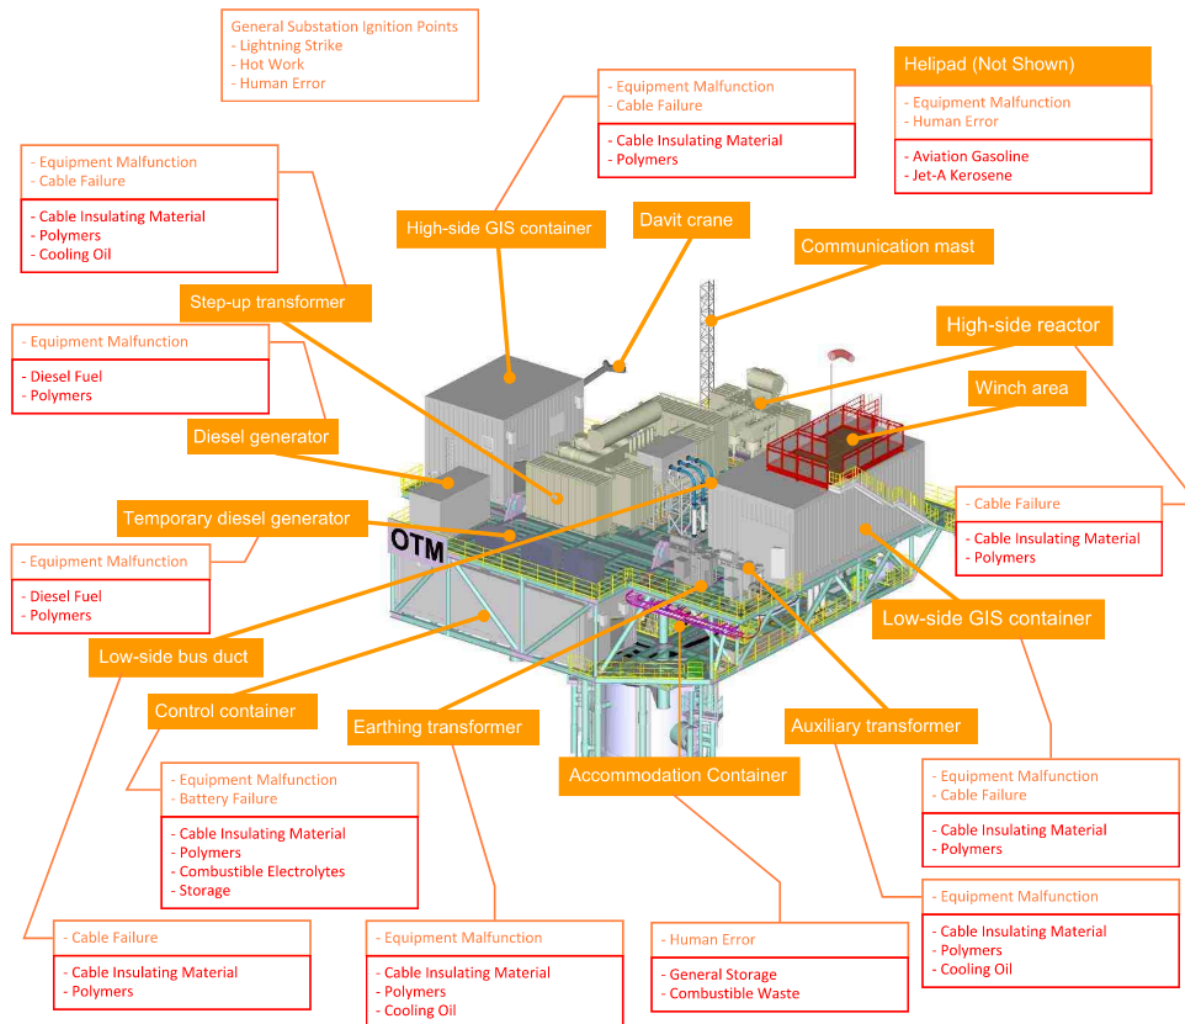 General Substation Ignition Points
- Lightning Strike
- Hot Work
- Human Error
Helipad (Not Shown)
- Equipment Malfunction
- Human Error
- Aviation Gasoline
- Jet-A Kerosene
- Equipment Malfunction
- Cable Failure
- Cable Insulating Material
- Polymers
- Equipment Malfunction
- Cable Failure
- Cable Insulating Material
- Polymers
- Cooling Oil
High-side GIS container
Davit crane
Communication mast
Step-up transformer
High-side reactor
- Equipment Malfunction
- Diesel Fuel
- Polymers
Winch area
Diesel generator
Temporary diesel generator
- Cable Failure
- Cable Insulating Material
- Polymers
OTM
- Equipment Malfunction
- Diesel Fuel
- Polymers
Low-side GIS container
Low-side bus duct
Control container
Earthing transformer
Auxiliary transformer
Accommodation Container
- Equipment Malfunction
- Battery Failure
- Cable Insulating Material
- Polymers
- Combustible Electrolytes
- Storage
- Equipment Malfunction
- Cable Failure
- Cable Insulating Material
- Polymers
- Cable Failure
- Cable Insulating Material
- Polymers
- Equipment Malfunction
- Cable Insulating Material
- Polymers
- Cooling Oil
- Human Error
- General Storage
- Combustible Waste
- Equipment Malfunction
- Cable Insulating Material
- Polymers
- Cooling Oil